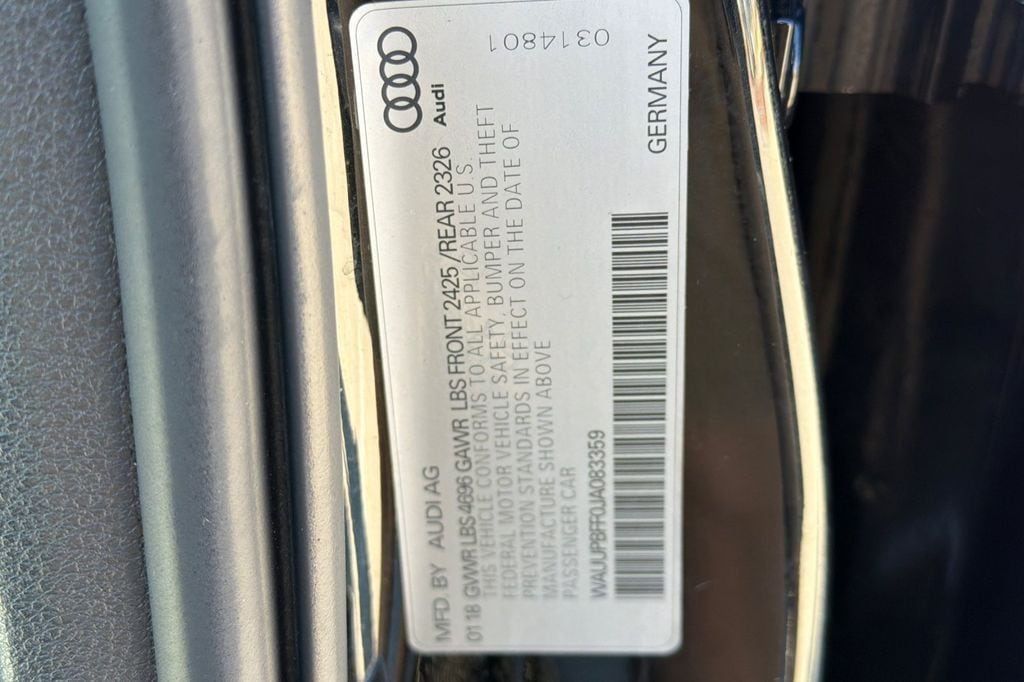 MFD. BY AUDI AG
Audi
01 18 GVWR LBS 4696 GAWR LBS FRONT 2425 /REAR 2326
THIS VEHICLE CONFORMS TO ALL APPLICABLE U.S.
FEDERAL MOTOR VEHICLE SAFETY, BUMPER AND THEFT
PREVENTION STANDARDS IN EFFECT ON THE DATE OF
MANUFACTURE SHOWN ABOVE
PASSENGER CAR
0314801
WAUUPBFF0JA083359
GERMANY